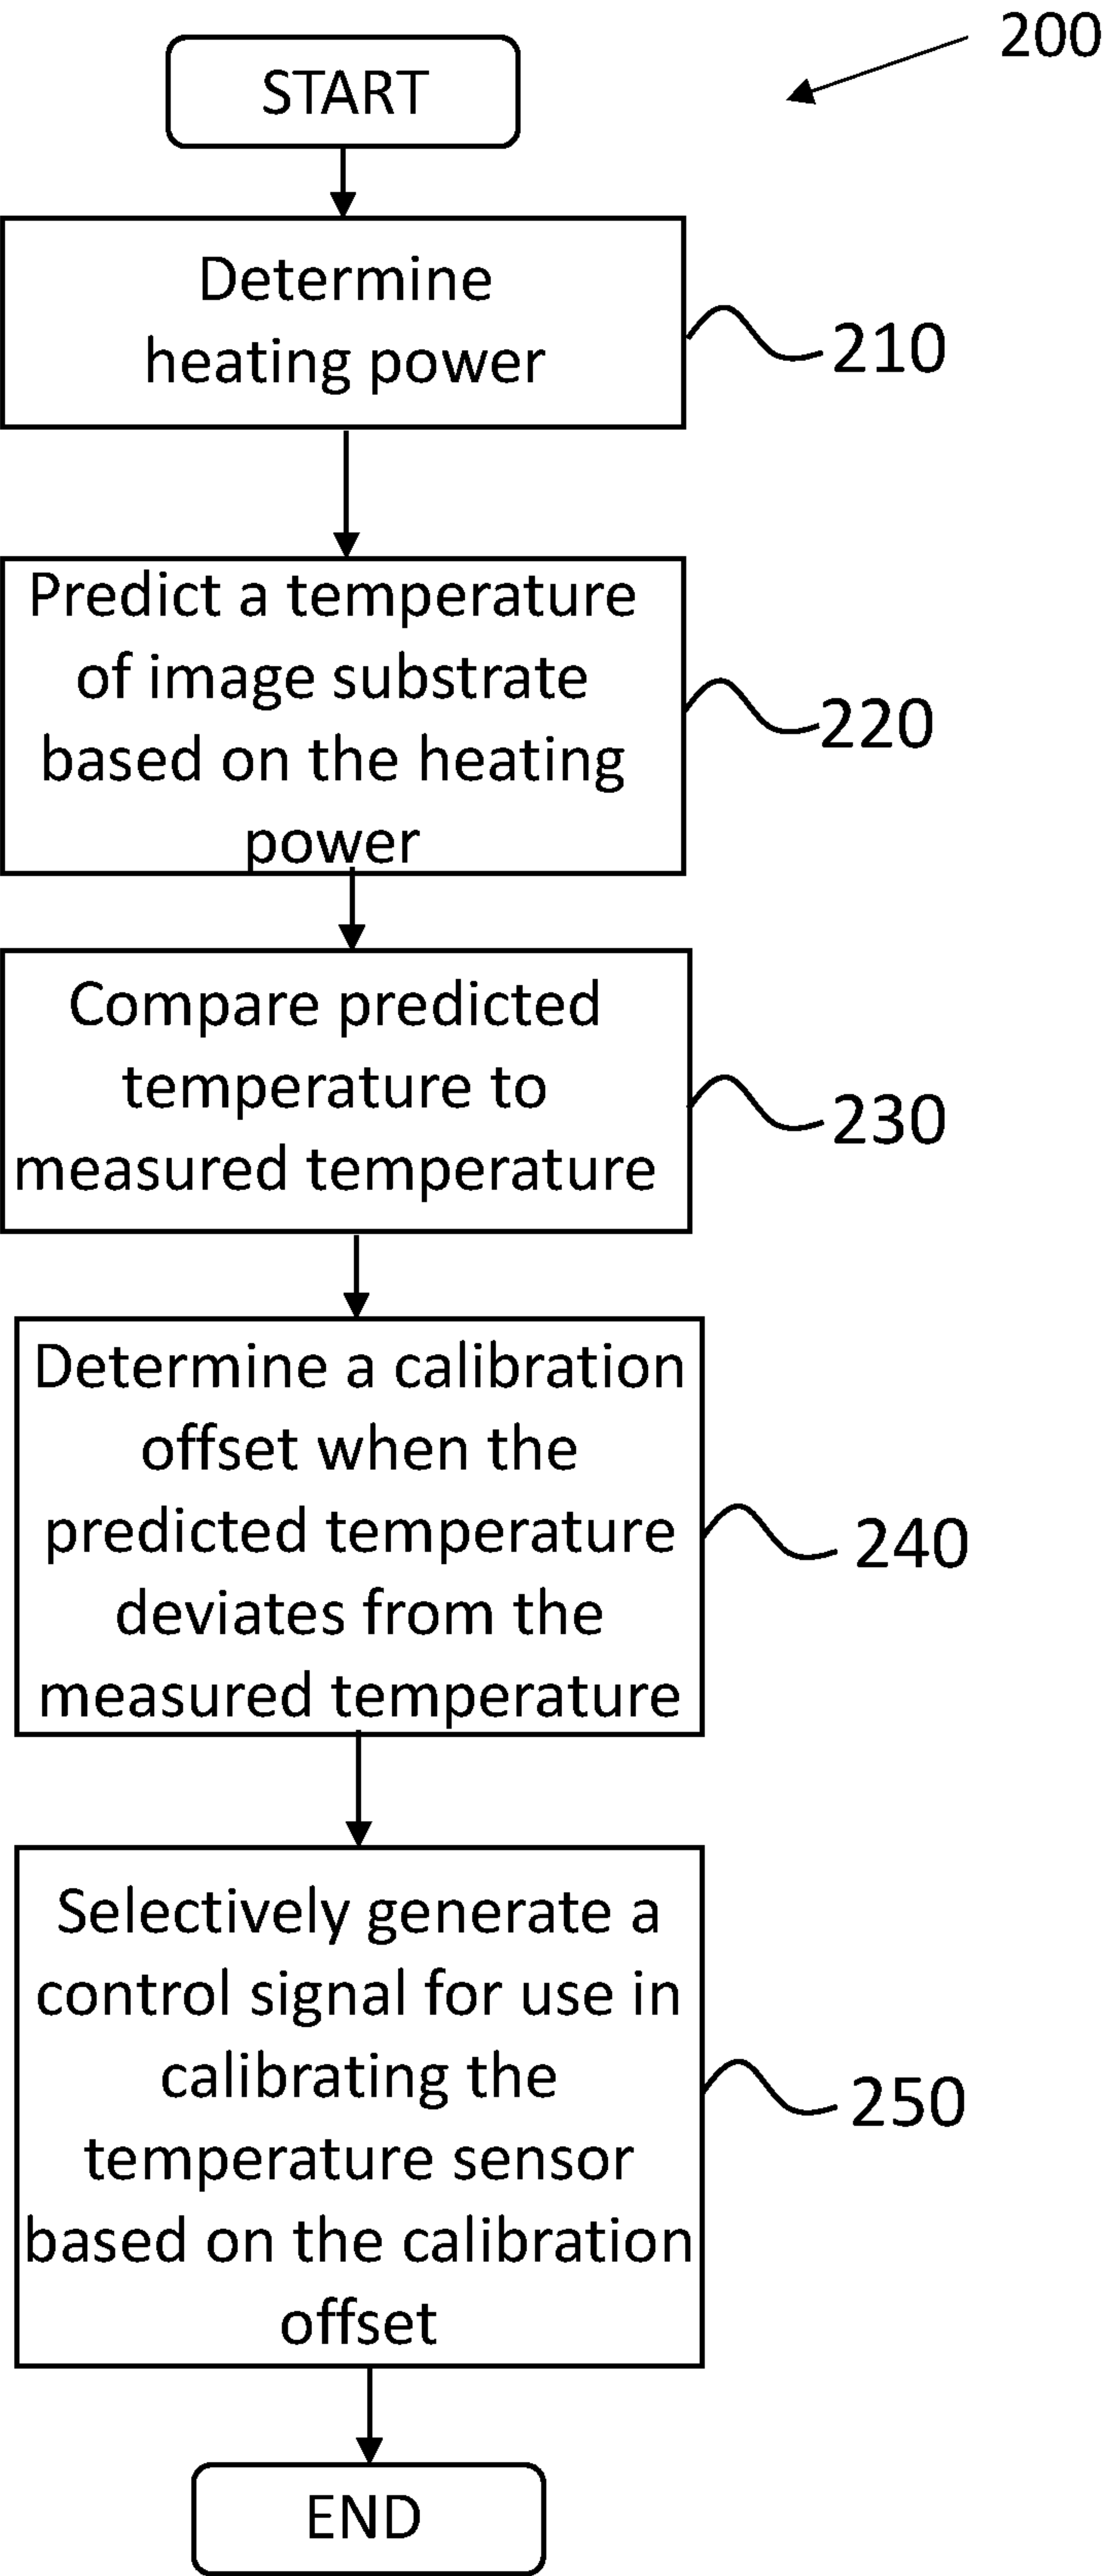 200
START
Determine
heating power
210
Predict a temperature
of image substrate
based on the heating
power
220
Compare predicted
temperature to
measured temperature
230
Determine a calibration
offset when the
predicted temperature
deviates from the
measured temperature
240
Selectively generate a
control signal for use in
calibrating the
temperature sensor
based on the calibration
offset
250
END